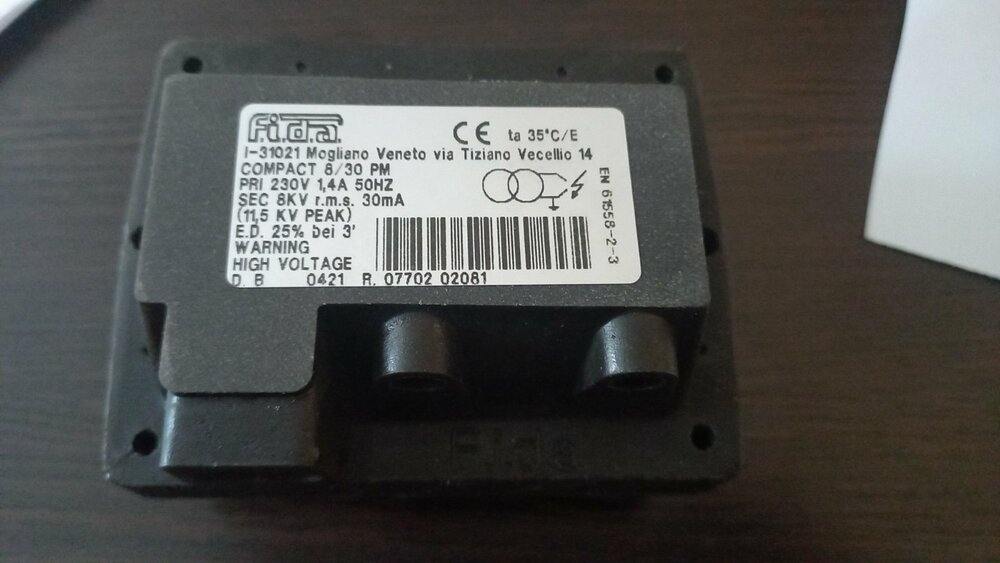 F.i.d.a.
CE ta 35°C/E
I-31021 Mogliano Veneto via Tiziano Vecellio 14
COMPACT 8/30 PM
PRI 230V 1,4A 50HZ
SEC 8KV r.m.s. 30mA
(11,5 KV PEAK)
E.D. 25% bei 3'
WARNING
HIGH VOLTAGE
D. B 0421 R. 07702 02081
EN 61558-2-3
F.i.d.a.